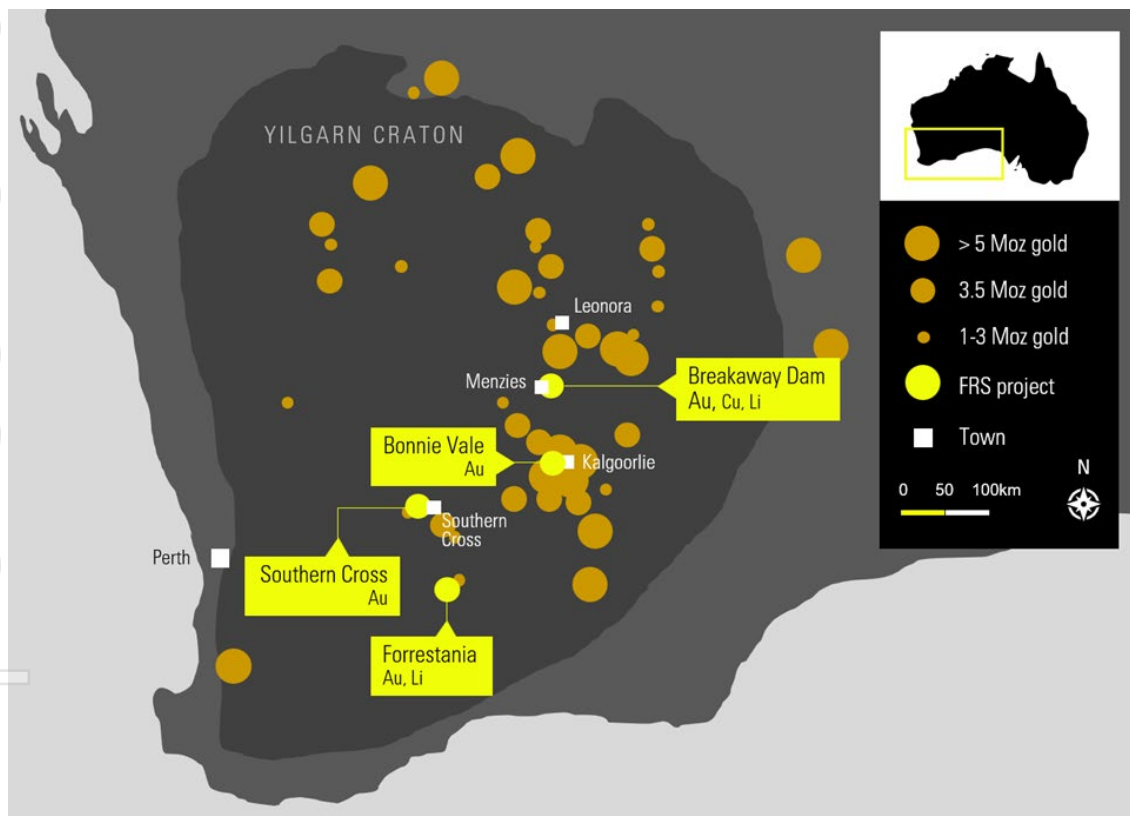 YILGARN CRATON
> 5 Moz gold
3.5 Moz gold
1-3 Moz gold
FRS project
Town
N
0 50 100km
Leonora
Menzies
Breakaway Dam
Au, Cu, Li
Bonnie Vale
Au
Kalgoorlie
Southern
Cross
Perth
Southern Cross
Au
Forrestania
Au, Li